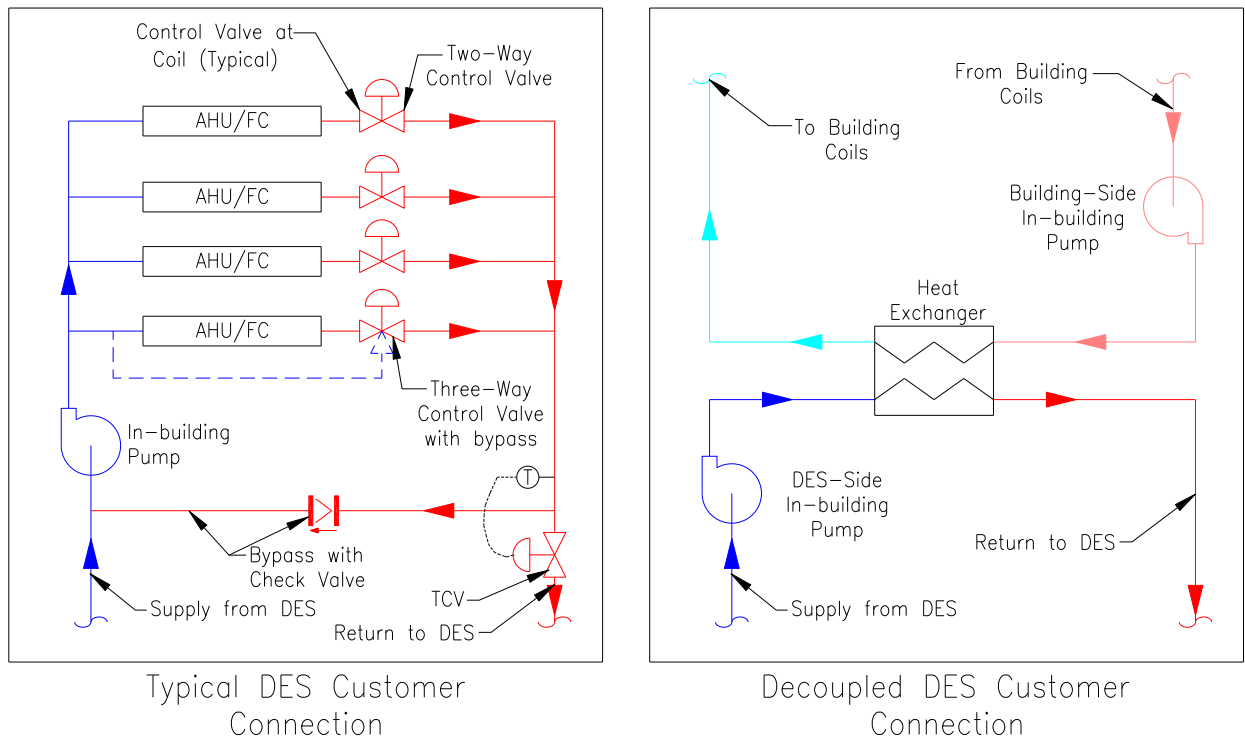 Control Valve at
Coil (Typical)
Two-Way
Control Valve
AHU/FC
AHU/FC
AHU/FC
AHU/FC
Three-Way
Control Valve
with bypass
In-building
Pump
T
Bypass with
Check Valve
TCV
Supply from DES
Return to DES
Typical DES Customer
Connection
From Building
Coils
To Building
Coils
Building-Side
In-building
Pump
Heat
Exchanger
DES-Side
In-building
Pump
Return to DES
Supply from DES
Decoupled DES Customer
Connection